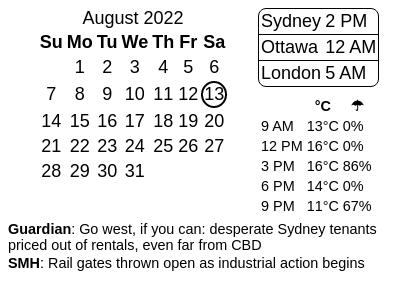 August 2022
Su Mo Tu We Th Fr Sa
1 2 3 4 5 6
7 8 9 10 11 12 13
14 15 16 17 18 19 20
21 22 23 24 25 26 27
28 29 30 31
Sydney 2 PM
Ottawa 12 AM
London 5 AM
°C ☂
9 AM 13°C 0%
12 PM 16°C 0%
3 PM 16°C 86%
6 PM 14°C 0%
9 PM 11°C 67%
Guardian: Go west, if you can: desperate Sydney tenants
priced out of rentals, even far from CBD
SMH: Rail gates thrown open as industrial action begins